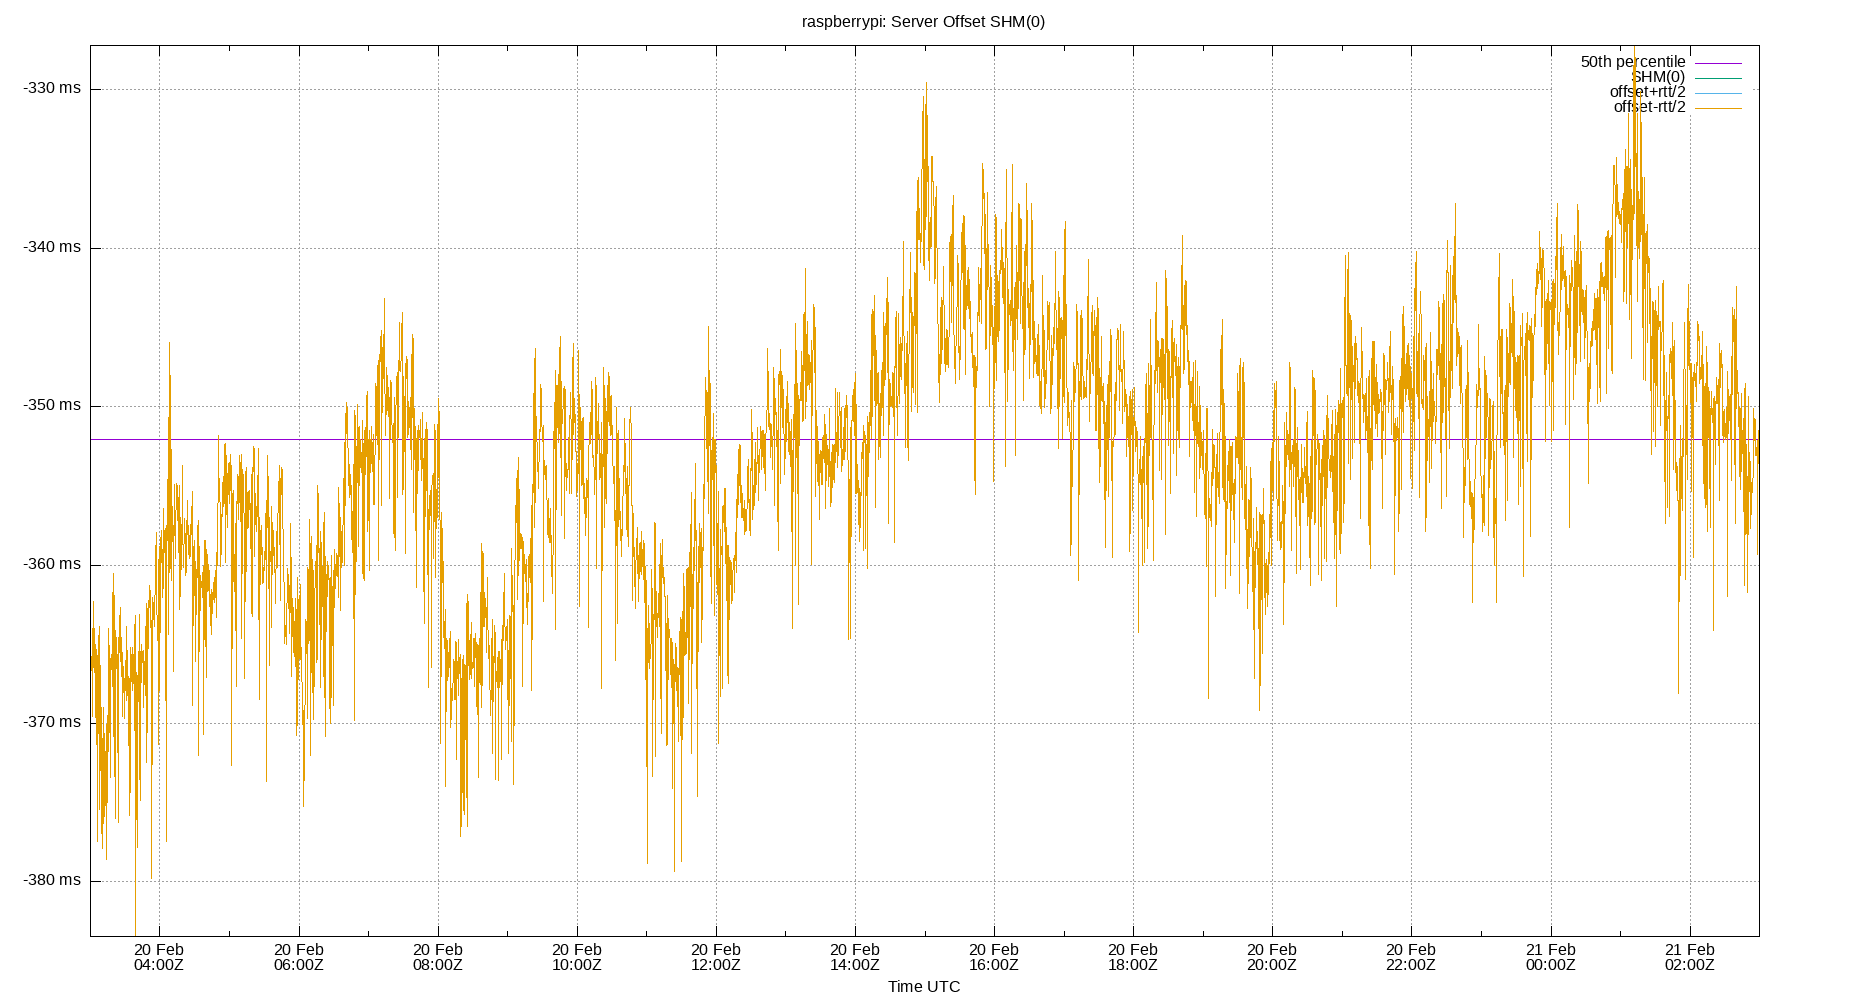 raspberrypi: Server Offset SHM(0)
50th percentile
SHM(0)
offset+rtt/2
offset-rtt/2
-330 ms
-340 ms
-350 ms
-360 ms
-370 ms
-380 ms
20 Feb 20 Feb 20 Feb 20 Feb 20 Feb 20 Feb 20 Feb 20 Feb 20 Feb 20 Feb 21 Feb 21 Feb
04:00Z 06:00Z 08:00Z 10:00Z 12:00Z 14:00Z 16:00Z 18:00Z 20:00Z 22:00Z 00:00Z 02:00Z
Time UTC